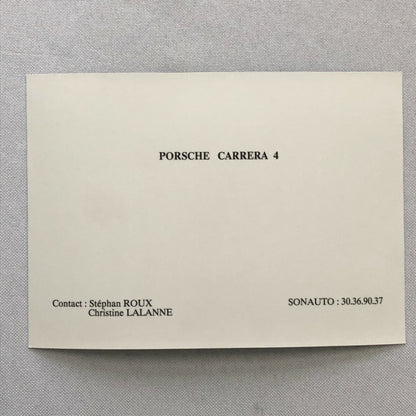 PORSCHE CARRERA 4
Contact : Stéphan ROUX SONAUTO : 30.36.90.37
Christine LALANNE